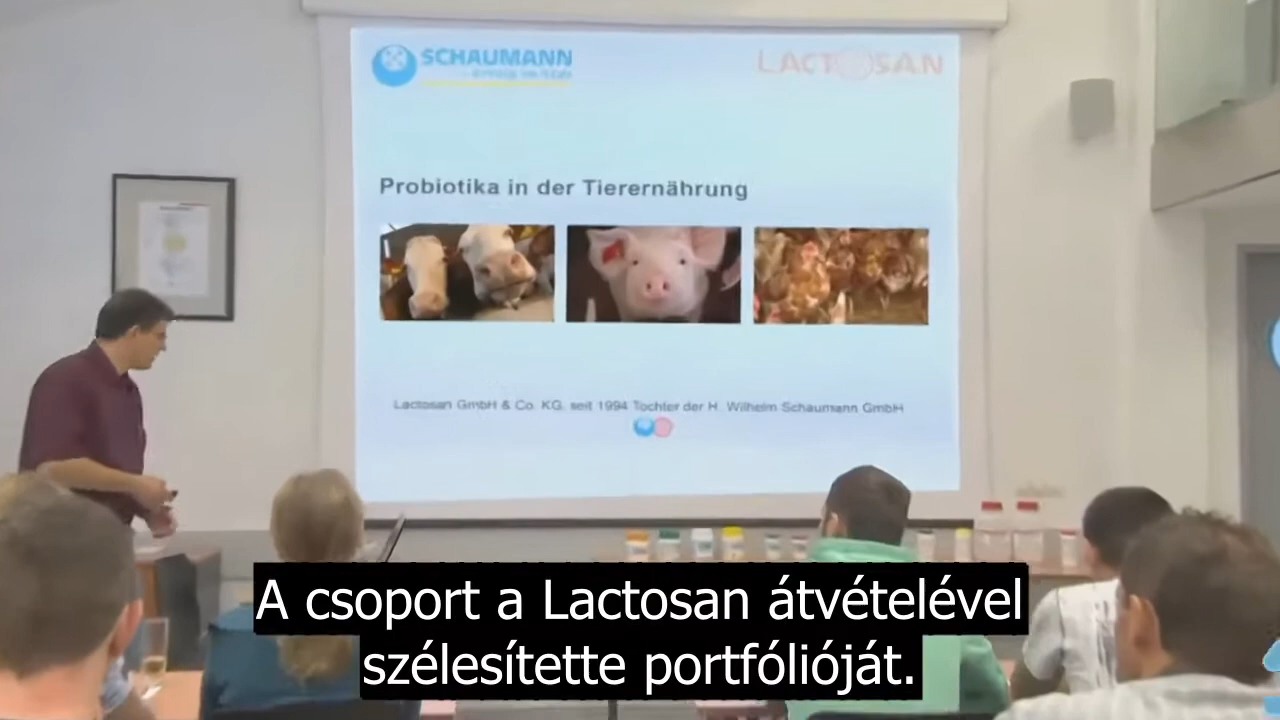 SCHAUMANN
LACTOSAN
Probiotika in der Tierernährung
Lactosan GmbH & Co. KG, seit 1994 Tochter der H. Wilhelm Schaumann GmbH
A csoport a Lactosan átvételével
szélesítette portfólióját.